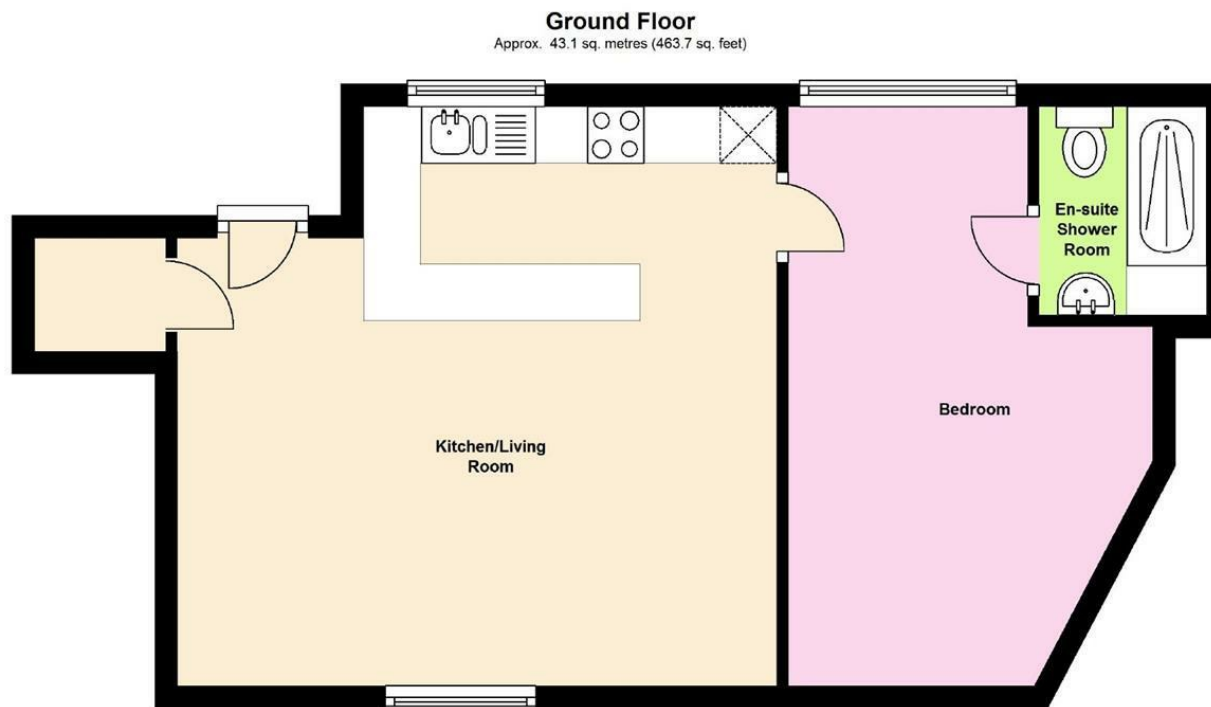 Ground Floor
Approx. 43.1 sq. metres (463.7 sq. feet)
En-suite
Shower
Room
Bedroom
Kitchen/Living
Room